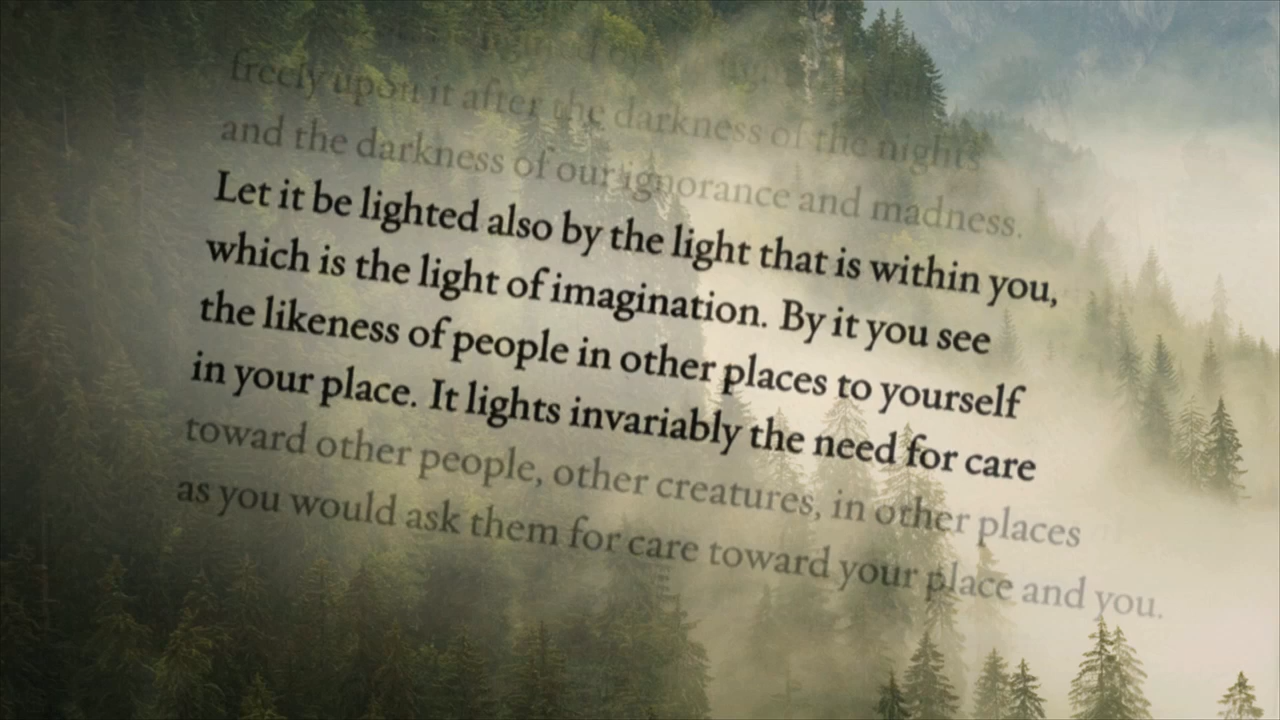 freely upon it after the darkness of the nights
and the darkness of our ignorance and madness.
Let it be lighted also by the light that is within you,
which is the light of imagination. By it you see
the likeness of people in other places to yourself
in your place. It lights invariably the need for care
toward other people, other creatures, in other places
as you would ask them for care toward your place and you.